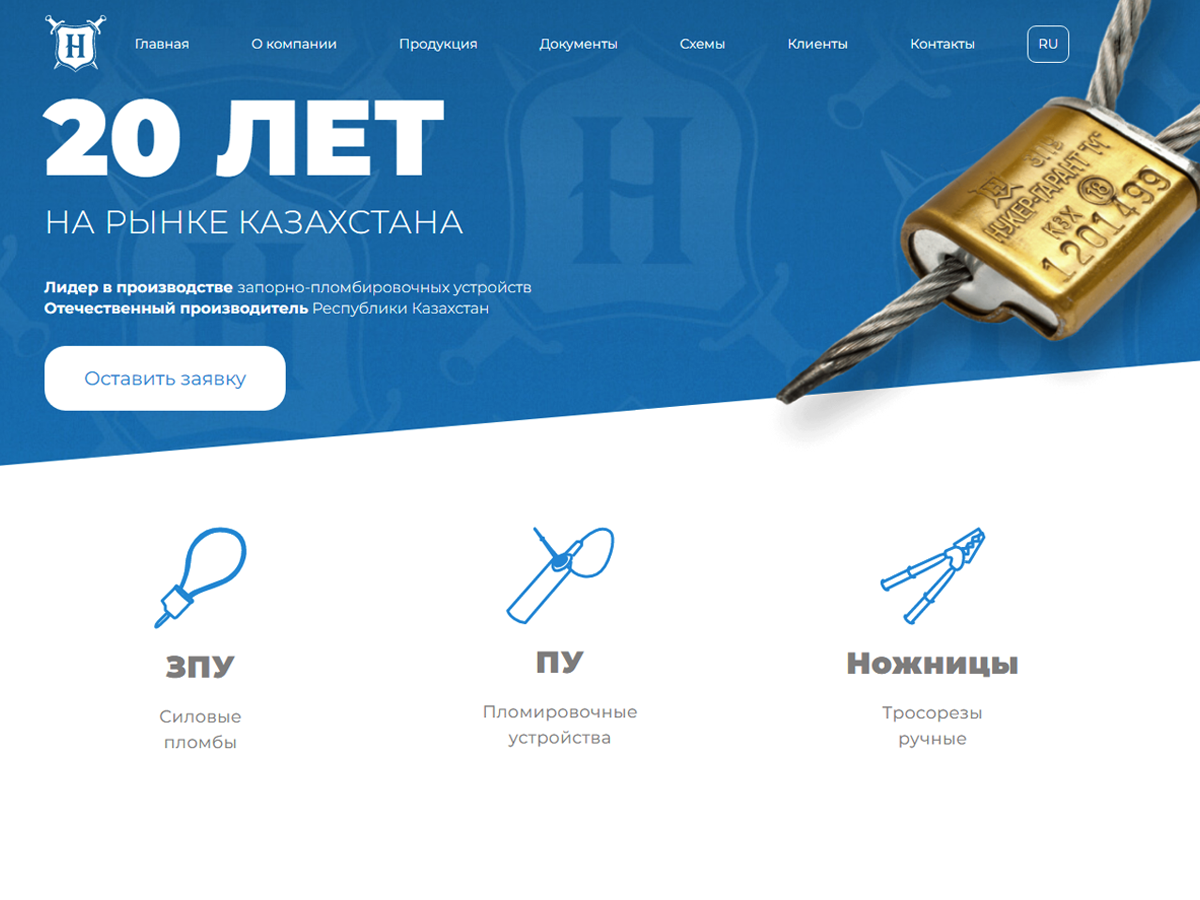 H
Главная
О компании
Продукция
Документы
Схемы
Клиенты
Контакты
RU
20 ЛЕТ
НА РЫНКЕ КАЗАХСТАНА
Лидер в производстве запорно-пломбировочных устройств
Отечественный производитель Республики Казахстан
Оставить заявку
H
ЗПУ
НУКЕР-ГАРАНТ "М"
КЗХ 18
1201499
ЗПУ
Силовые
пломбы
ПУ
Пломировочные
устройства
Ножницы
Тросорезы
ручные